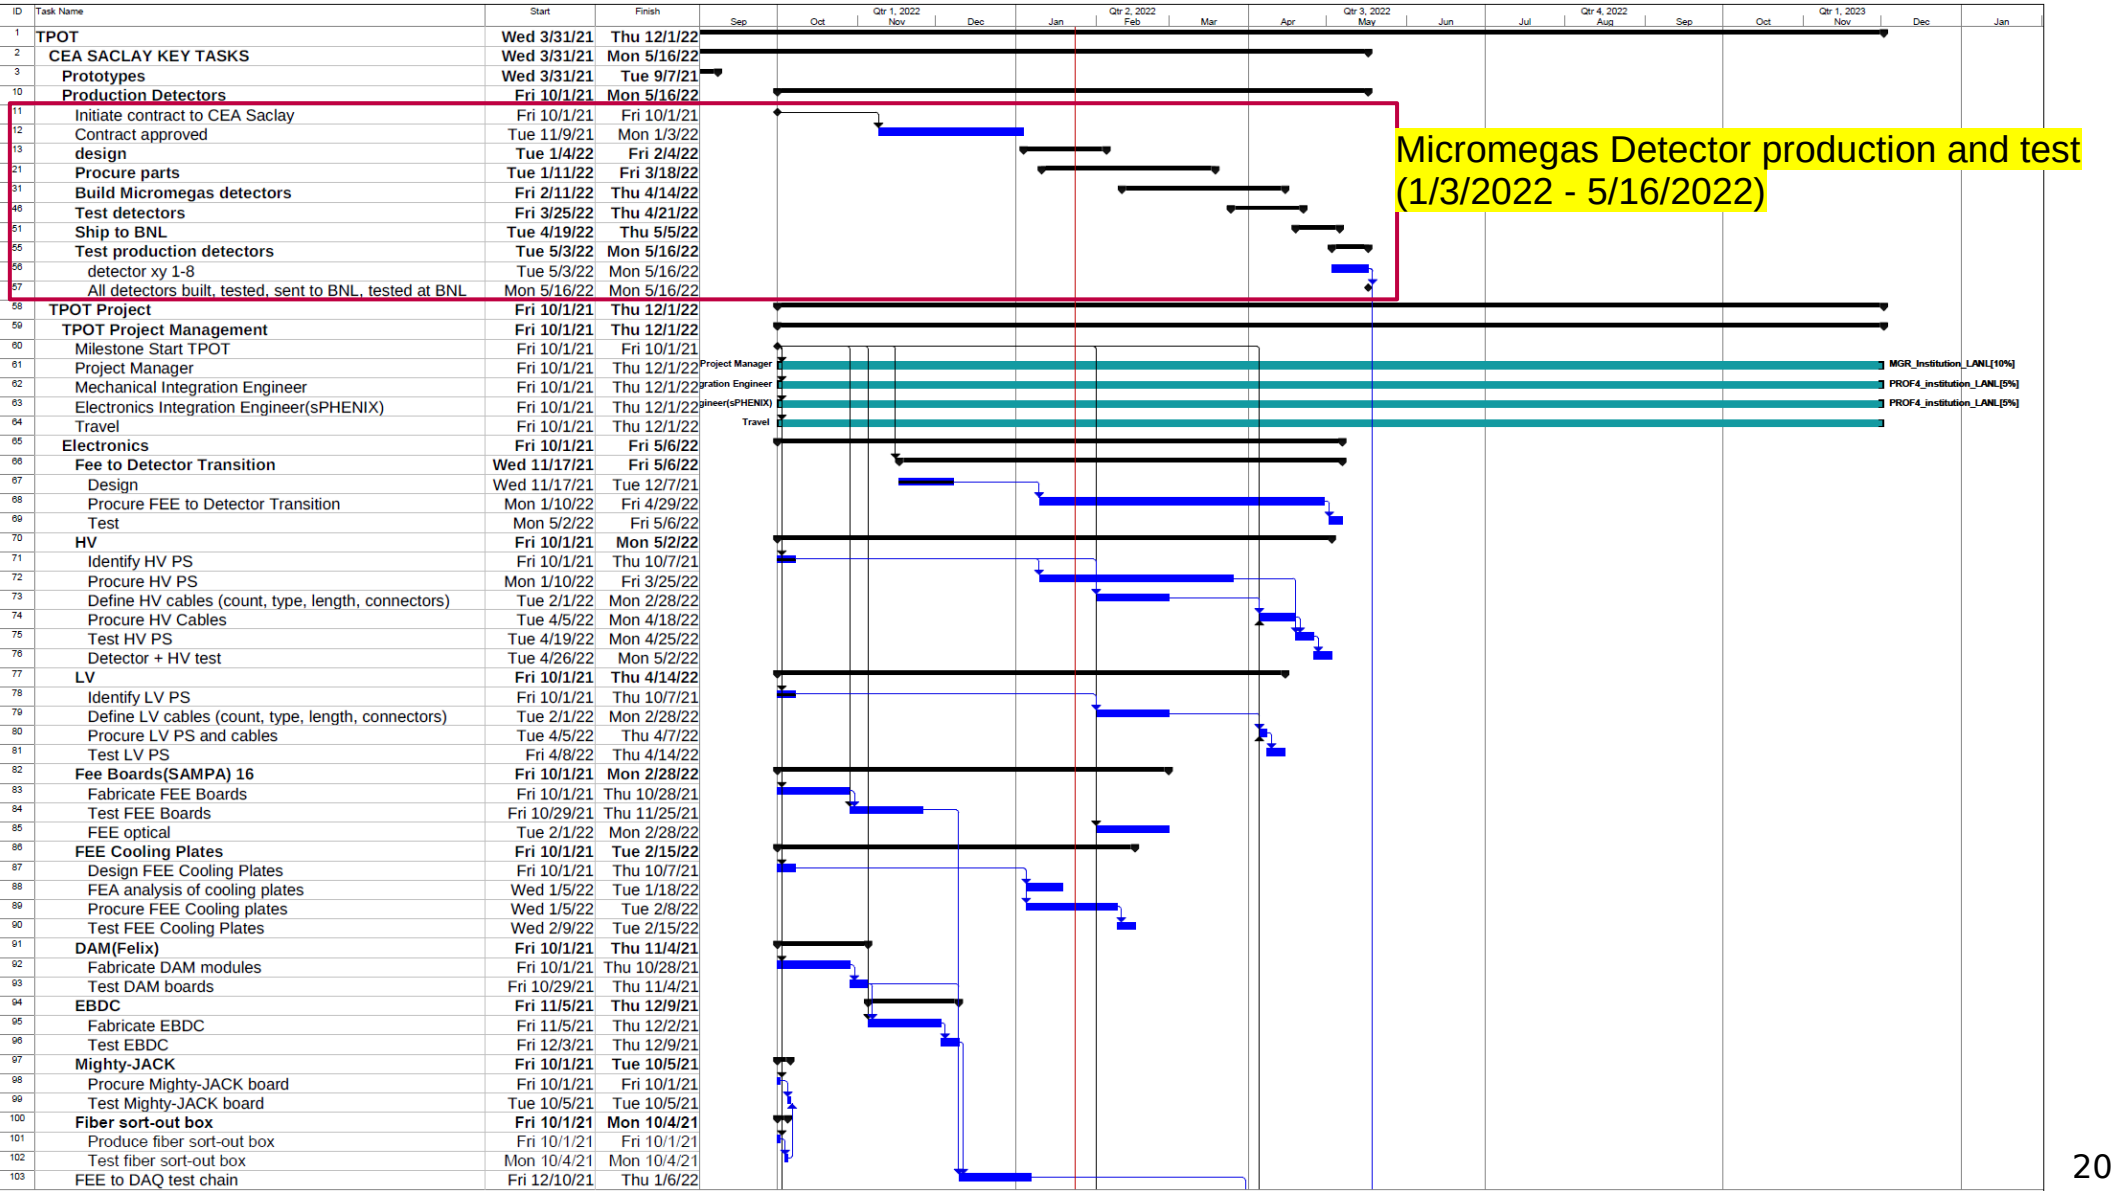 ID Task Name Start Finish Qtr 1, 2022 Qtr 2, 2022 Qtr 3, 2022 Qtr 4, 2022 Qtr 1, 2023
Sep Oct Nov Dec Jan Feb Mar Apr May Jun Jul Aug Sep Oct Nov Dec Jan
1 TPOT Wed 3/31/21 Thu 12/1/22
2 CEA SACLAY KEY TASKS Wed 3/31/21 Mon 5/16/22
3 Prototypes Wed 3/31/21 Tue 9/7/21
10 Production Detectors Fri 10/1/21 Mon 5/16/22
11 Initiate contract to CEA Saclay Fri 10/1/21 Fri 10/1/21
12 Contract approved Tue 11/9/21 Mon 1/3/22
13 design Tue 1/4/22 Fri 2/4/22
21 Procure parts Tue 1/11/22 Fri 3/18/22
31 Build Micromegas detectors Fri 2/11/22 Thu 4/14/22
46 Test detectors Fri 3/25/22 Thu 4/21/22
51 Ship to BNL Tue 4/19/22 Thu 5/5/22
55 Test production detectors Tue 5/3/22 Mon 5/16/22
56 detector xy 1-8 Tue 5/3/22 Mon 5/16/22
57 All detectors built, tested, sent to BNL, tested at BNL Mon 5/16/22 Mon 5/16/22
Micromegas Detector production and test
(1/3/2022 - 5/16/2022)
58 TPOT Project Fri 10/1/21 Thu 12/1/22
59 TPOT Project Management Fri 10/1/21 Thu 12/1/22
60 Milestone Start TPOT Fri 10/1/21 Fri 10/1/21
61 Project Manager Fri 10/1/21 Thu 12/1/22 Project Manager MGR_Institution_LANL[10%]
62 Mechanical Integration Engineer Fri 10/1/21 Thu 12/1/22 gration Engineer PROF4_institution_LANL[5%]
63 Electronics Integration Engineer(sPHENIX) Fri 10/1/21 Thu 12/1/22 gineer(sPHENIX) PROF4_institution_LANL[5%]
64 Travel Fri 10/1/21 Thu 12/1/22 Travel
65 Electronics Fri 10/1/21 Fri 5/6/22
66 Fee to Detector Transition Wed 11/17/21 Fri 5/6/22
67 Design Wed 11/17/21 Tue 12/7/21
68 Procure FEE to Detector Transition Mon 1/10/22 Fri 4/29/22
69 Test Mon 5/2/22 Fri 5/6/22
70 HV Fri 10/1/21 Mon 5/2/22
71 Identify HV PS Fri 10/1/21 Thu 10/7/21
72 Procure HV PS Mon 1/10/22 Fri 3/25/22
73 Define HV cables (count, type, length, connectors) Tue 2/1/22 Mon 2/28/22
74 Procure HV Cables Tue 4/5/22 Mon 4/18/22
75 Test HV PS Tue 4/19/22 Mon 4/25/22
76 Detector + HV test Tue 4/26/22 Mon 5/2/22
77 LV Fri 10/1/21 Thu 4/14/22
78 Identify LV PS Fri 10/1/21 Thu 10/7/21
79 Define LV cables (count, type, length, connectors) Tue 2/1/22 Mon 2/28/22
80 Procure LV PS and cables Tue 4/5/22 Thu 4/7/22
81 Test LV PS Fri 4/8/22 Thu 4/14/22
82 Fee Boards(SAMPA) 16 Fri 10/1/21 Mon 2/28/22
83 Fabricate FEE Boards Fri 10/1/21 Thu 10/28/21
84 Test FEE Boards Fri 10/29/21 Thu 11/25/21
85 FEE optical Tue 2/1/22 Mon 2/28/22
86 FEE Cooling Plates Fri 10/1/21 Tue 2/15/22
87 Design FEE Cooling Plates Fri 10/1/21 Thu 10/7/21
88 FEA analysis of cooling plates Wed 1/5/22 Tue 1/18/22
89 Procure FEE Cooling plates Wed 1/5/22 Tue 2/8/22
90 Test FEE Cooling Plates Wed 2/9/22 Tue 2/15/22
91 DAM(Felix) Fri 10/1/21 Thu 11/4/21
92 Fabricate DAM modules Fri 10/1/21 Thu 10/28/21
93 Test DAM boards Fri 10/29/21 Thu 11/4/21
94 EBDC Fri 11/5/21 Thu 12/9/21
95 Fabricate EBDC Fri 11/5/21 Thu 12/2/21
96 Test EBDC Fri 12/3/21 Thu 12/9/21
97 Mighty-JACK Fri 10/1/21 Tue 10/5/21
98 Procure Mighty-JACK board Fri 10/1/21 Fri 10/1/21
99 Test Mighty-JACK board Tue 10/5/21 Tue 10/5/21
100 Fiber sort-out box Fri 10/1/21 Mon 10/4/21
101 Produce fiber sort-out box Fri 10/1/21 Fri 10/1/21
102 Test fiber sort-out box Mon 10/4/21 Mon 10/4/21
103 FEE to DAQ test chain Fri 12/10/21 Thu 1/6/22
20